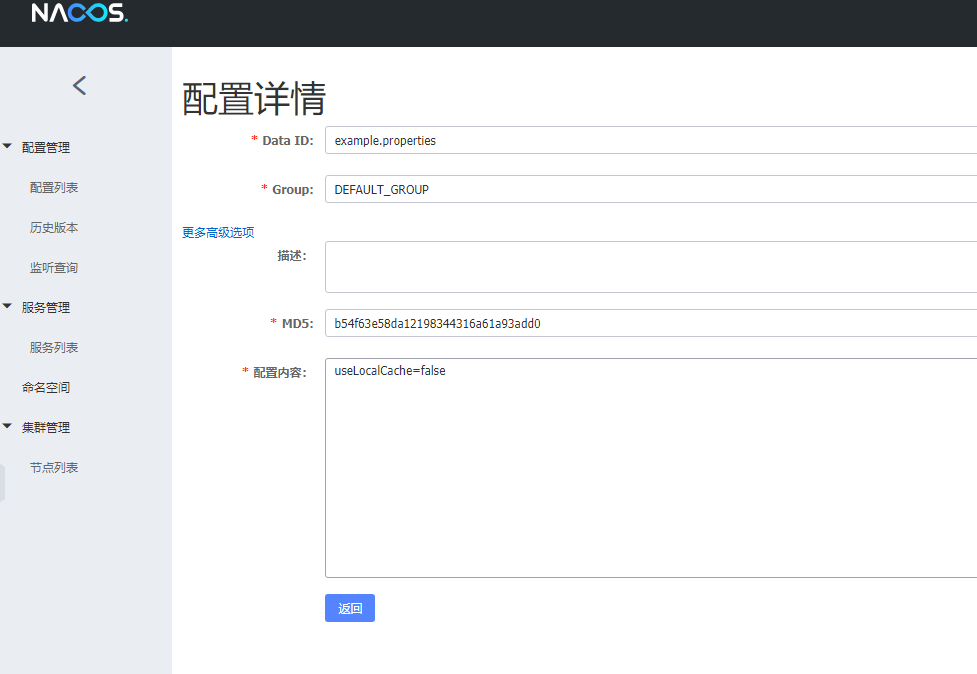 NACOS.
配置详情
* Data ID: example.properties
* Group: DEFAULT_GROUP
更多高级选项
描述:
* MD5: b54f63e58da12198344316a61a93add0
* 配置内容: useLocalCache=false
返回
配置管理
配置列表
历史版本
监听查询
服务管理
服务列表
命名空间
集群管理
节点列表